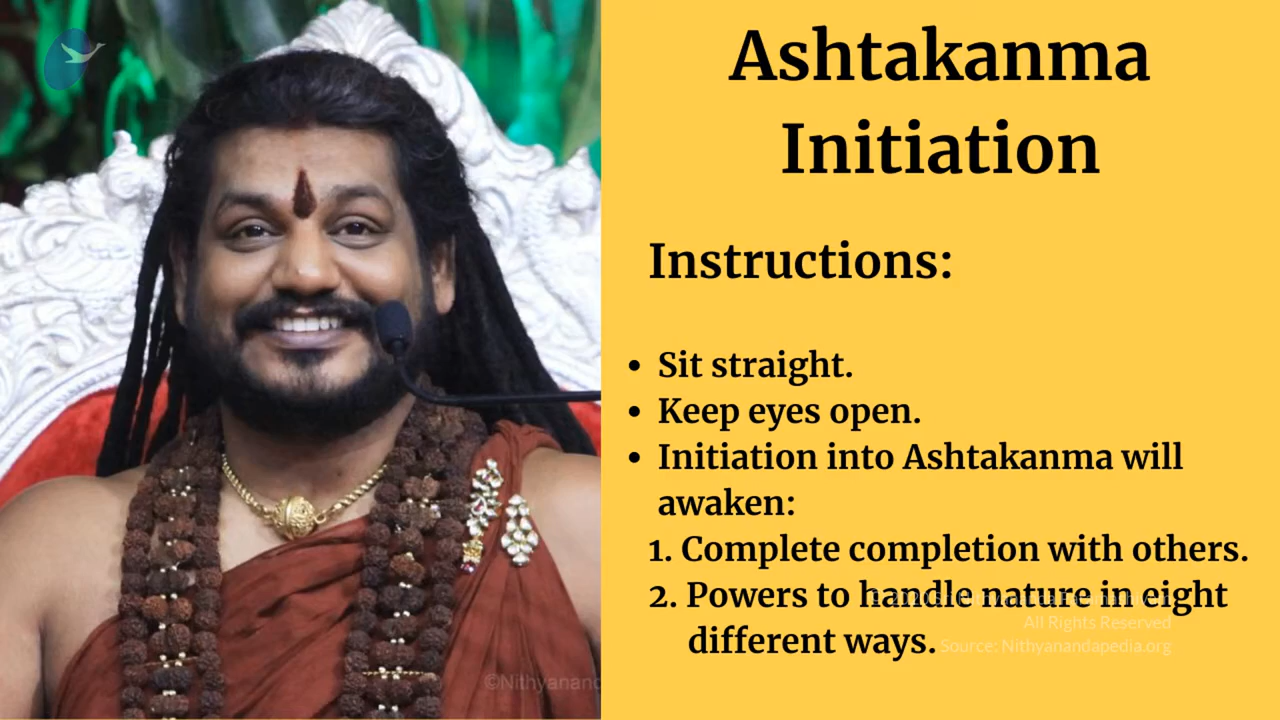 Ashtakanma
Initiation
Instructions:
• Sit straight.
• Keep eyes open.
• Initiation into Ashtakanma will
awaken:
1. Complete completion with others.
2. Powers to handle nature in eight
different ways.
All Rights Reserved
Source: Nithyanandapedia.org
©Nithyanand